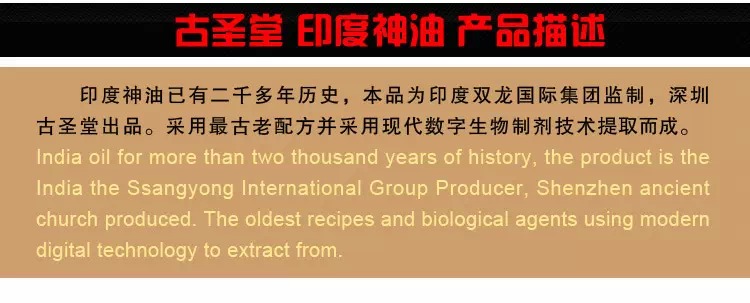 古圣堂 印度神油 产品描述
印度神油已有二千多年历史，本品为印度双龙国际集团监制，深圳
古圣堂出品。采用最古老配方并采用现代数字生物制剂技术提取而成。
India oil for more than two thousand years of history, the product is the
India the Ssangyong International Group Producer, Shenzhen ancient
church produced. The oldest recipes and biological agents using modern
digital technology to extract from.